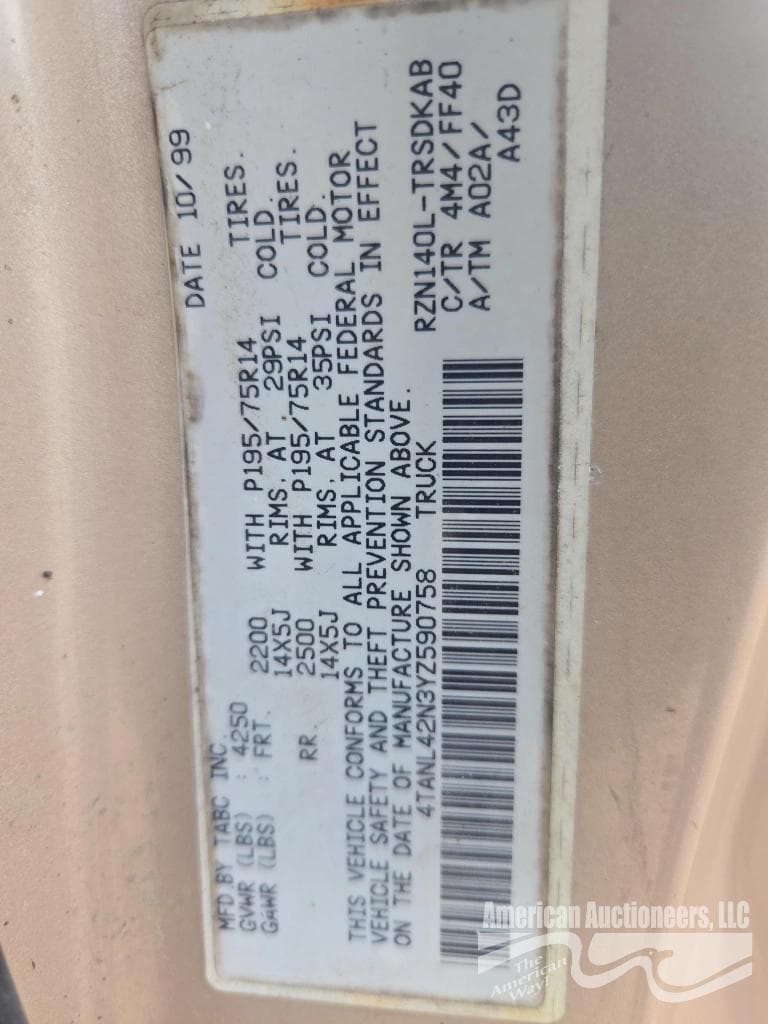 MFD.BY TABC INC. DATE 10/99
GVWR (LBS) : 4250
GAWR (LBS) : FRT. 2200 WITH P195/75R14 TIRES.
14X5J RIMS, AT 29PSI COLD.
RR. 2500 WITH P195/75R14 TIRES.
14X5J RIMS, AT 35PSI COLD.
THIS VEHICLE CONFORMS TO ALL APPLICABLE FEDERAL MOTOR
VEHICLE SAFETY AND THEFT PREVENTION STANDARDS IN EFFECT
ON THE DATE OF MANUFACTURE SHOWN ABOVE.
4TANL42N3YZ590758 TRUCK
RZN140L-TRSDKAB
C/TR 4M4/FF40
A/TM A02A/
A43D
American Auctioneers, LLC
The
American
Way!